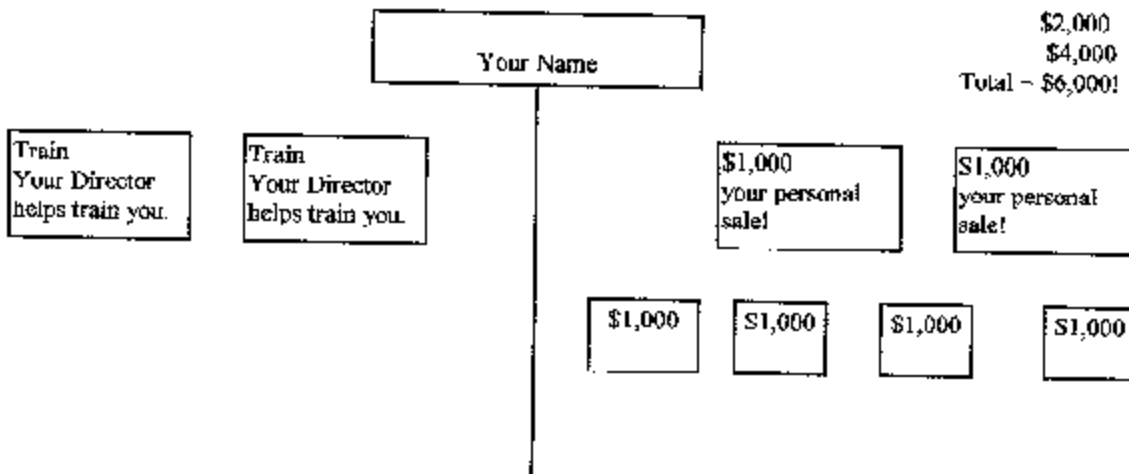 Your Name
$2,000
$4,000
Total - $6,000!
Train
Your Director
helps train you.
Train
Your Director
helps train you.
$1,000
your personal
sale!
$1,000
your personal
sale!
$1,000
$1,000
$1,000
$1,000